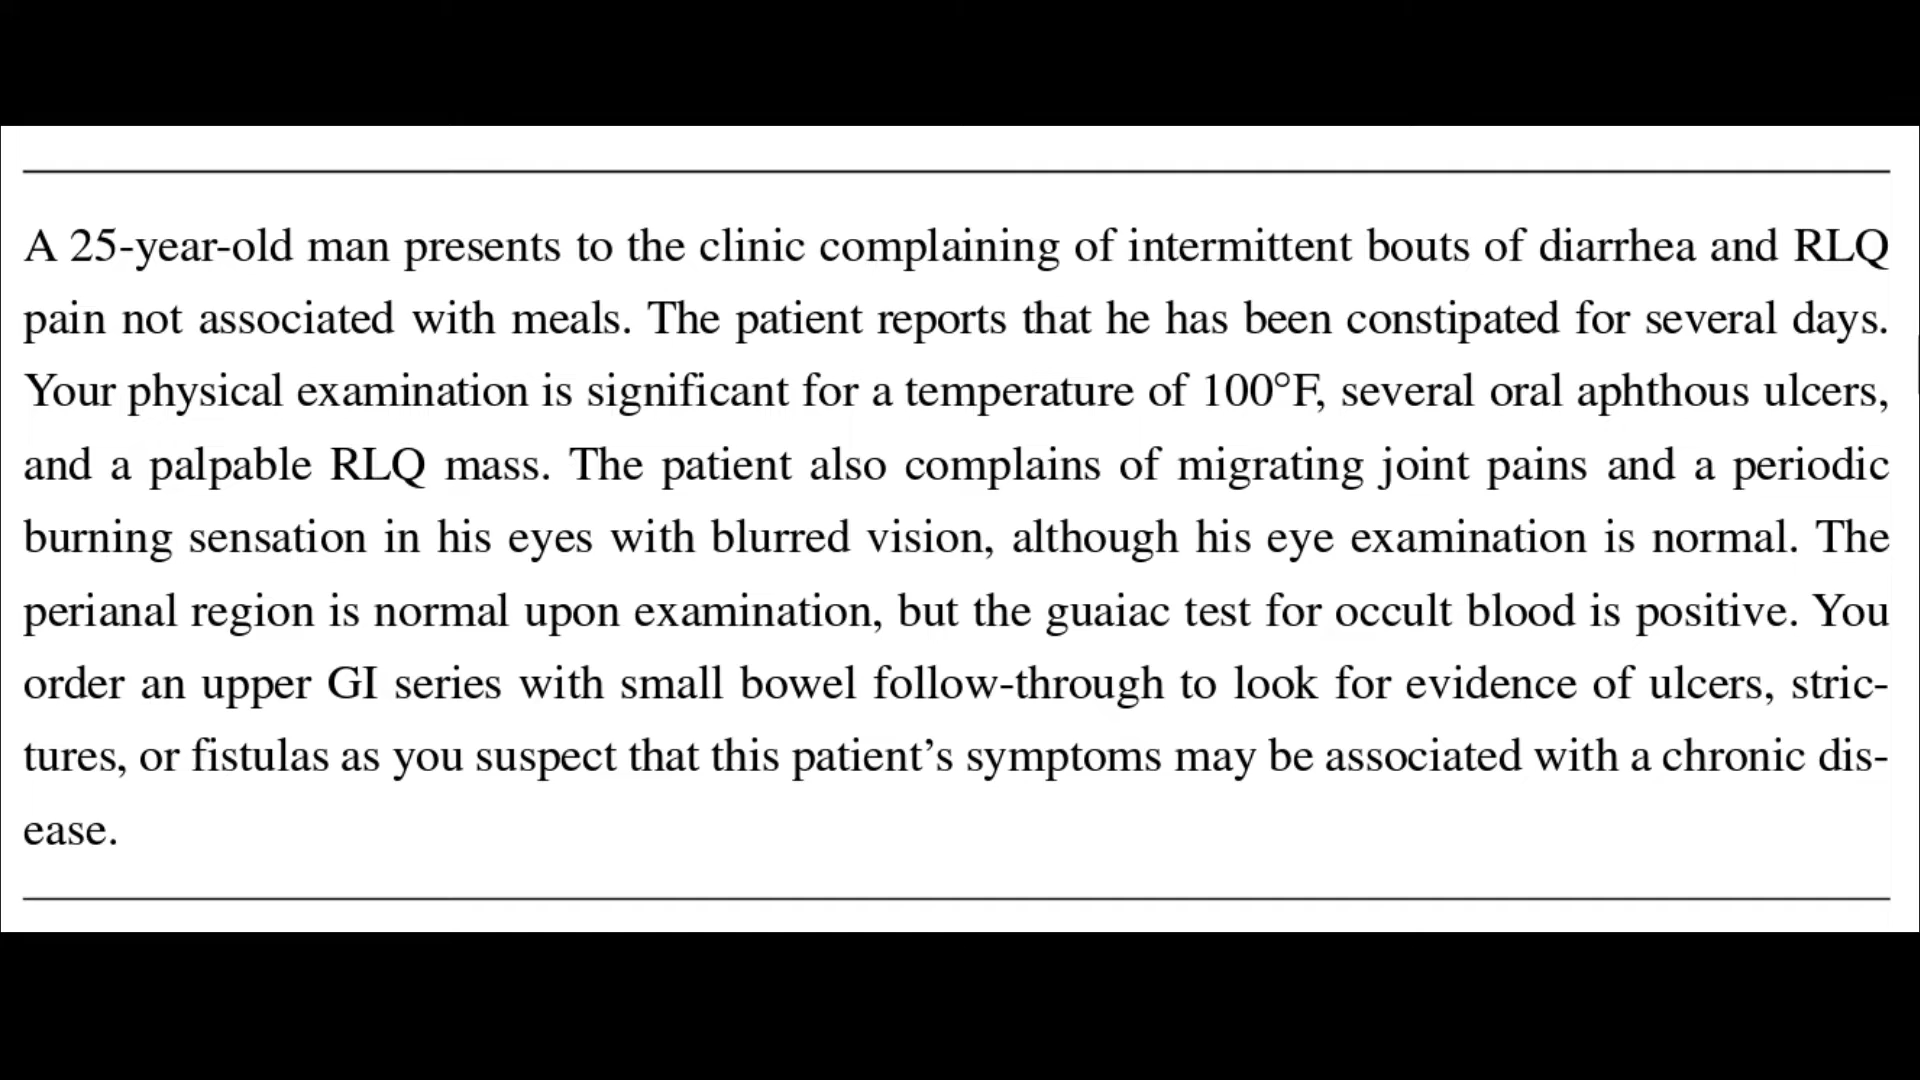 A 25-year-old man presents to the clinic complaining of intermittent bouts of diarrhea and RLQ
pain not associated with meals. The patient reports that he has been constipated for several days.
Your physical examination is significant for a temperature of 100°F, several oral aphthous ulcers,
and a palpable RLQ mass. The patient also complains of migrating joint pains and a periodic
burning sensation in his eyes with blurred vision, although his eye examination is normal. The
perianal region is normal upon examination, but the guaiac test for occult blood is positive. You
order an upper GI series with small bowel follow-through to look for evidence of ulcers, stric-
tures, or fistulas as you suspect that this patient’s symptoms may be associated with a chronic dis-
ease.